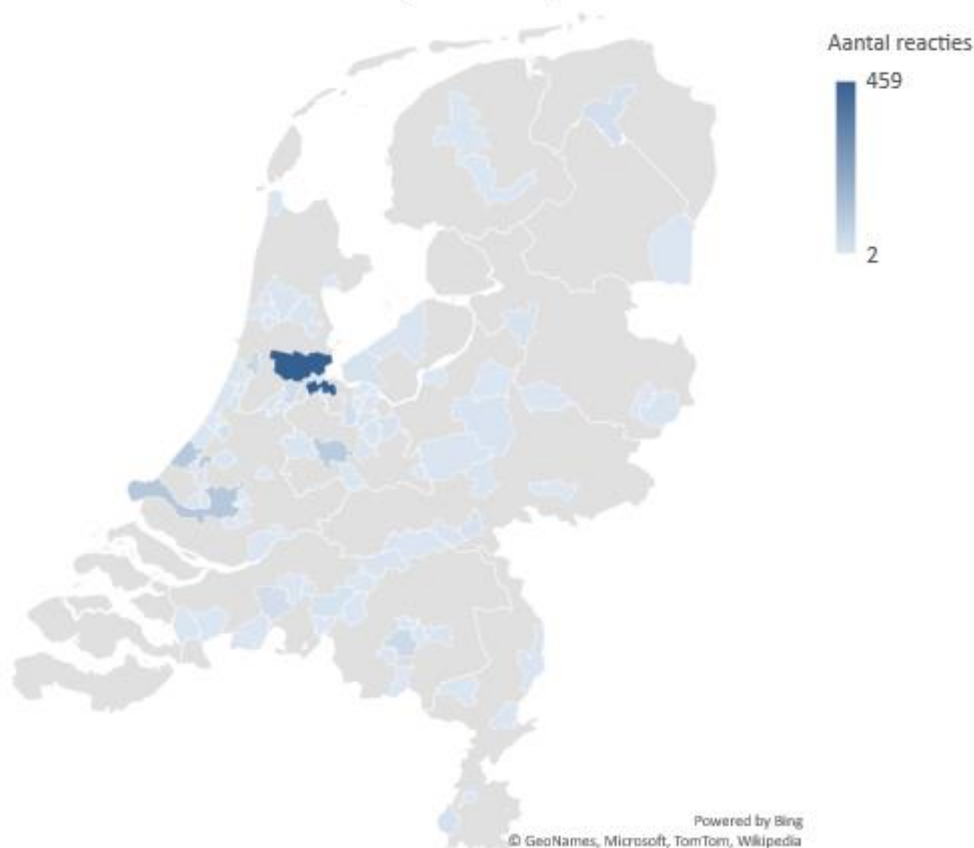 Aantal reacties
459
2
Powered by Bing
© GeoNames, Microsoft, TomTom, Wikipedia